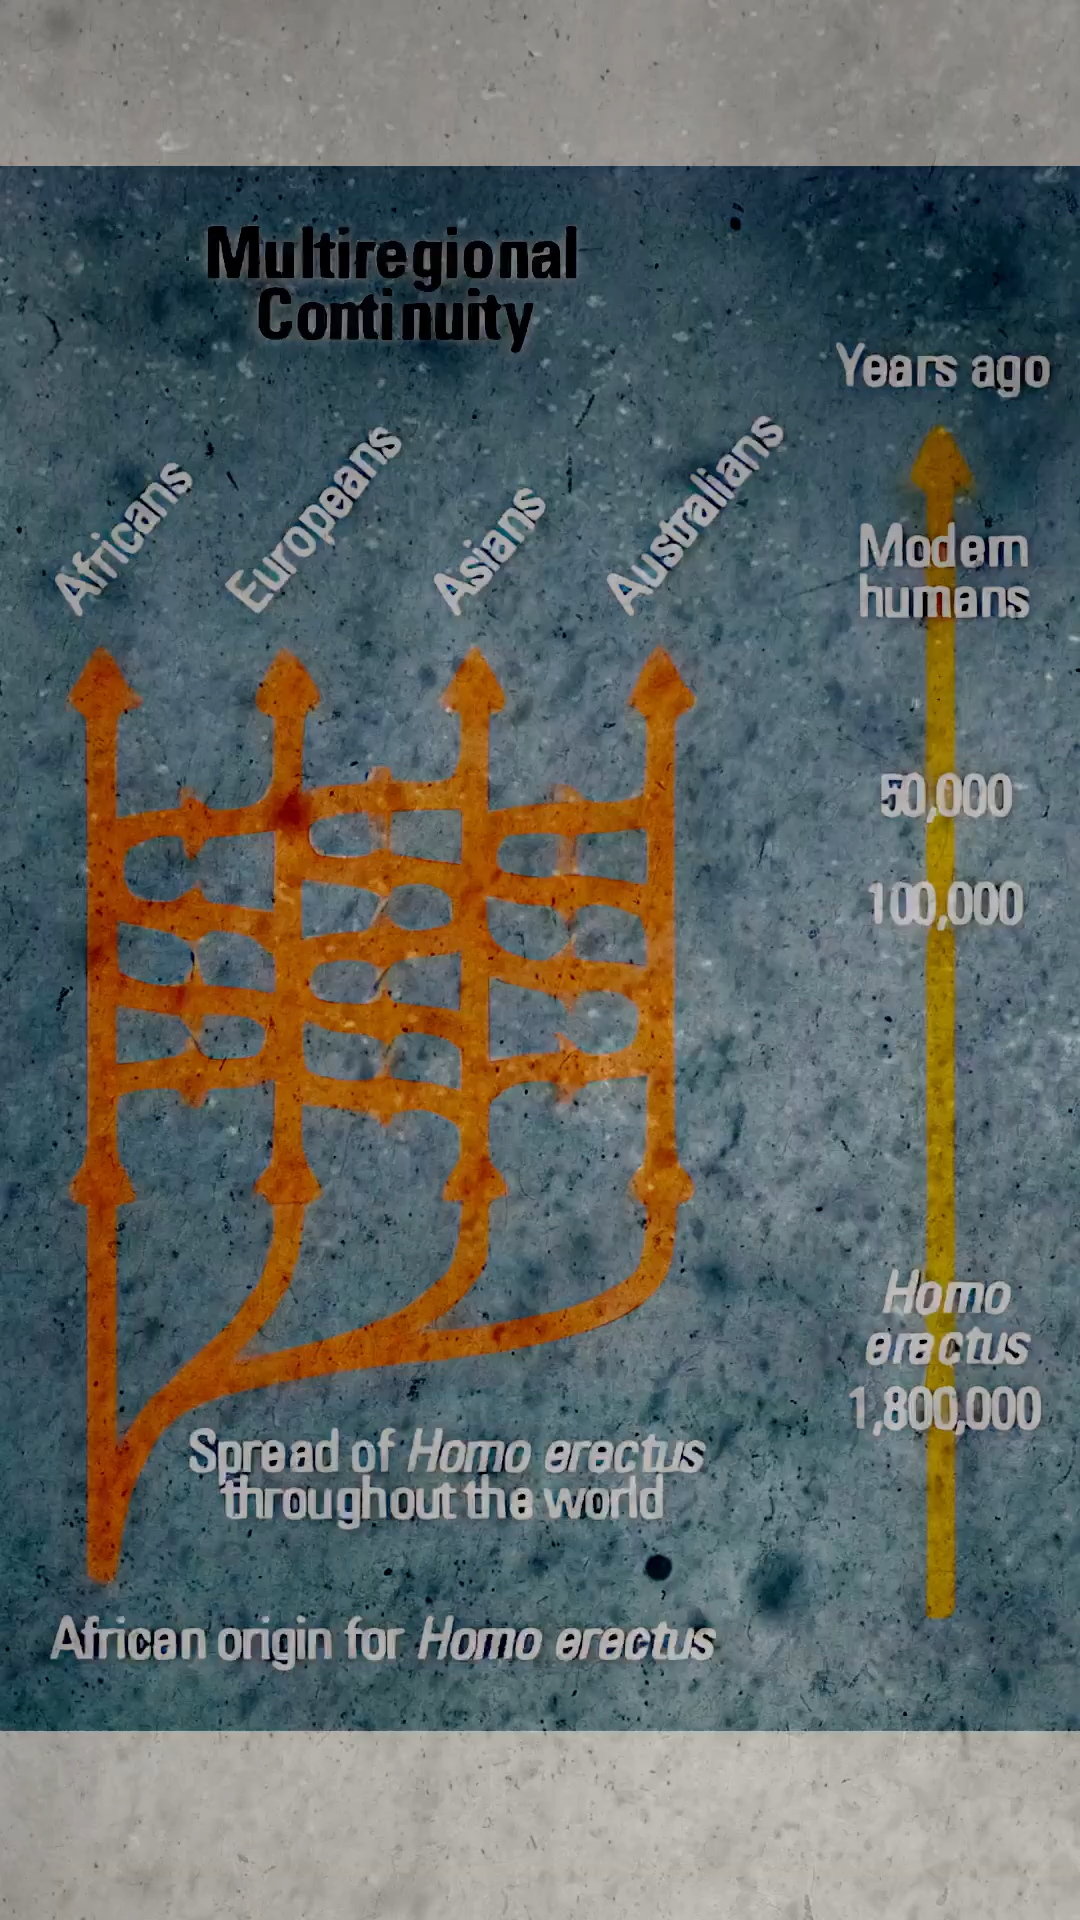 Multiregional
Continuity
Years ago
Africans
Europeans
Asians
Australians
Modern
humans
50,000
100,000
Homo
erectus
1,800,000
Spread of Homo erectus
throughout the world
African origin for Homo erectus